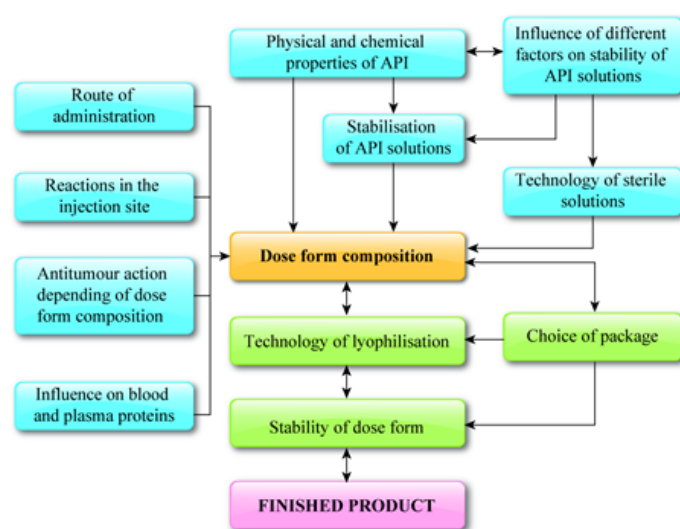 Physical and chemical
properties of API
Influence of different
factors on stability of
API solutions
Route of
administration
Stabilisation
of API solutions
Reactions in the
injection site
Technology of sterile
solutions
Dose form composition
Antitumour action
depending of dose
form composition
Technology of lyophilisation
Choice of package
Influence on blood
and plasma proteins
Stability of dose form
FINISHED PRODUCT